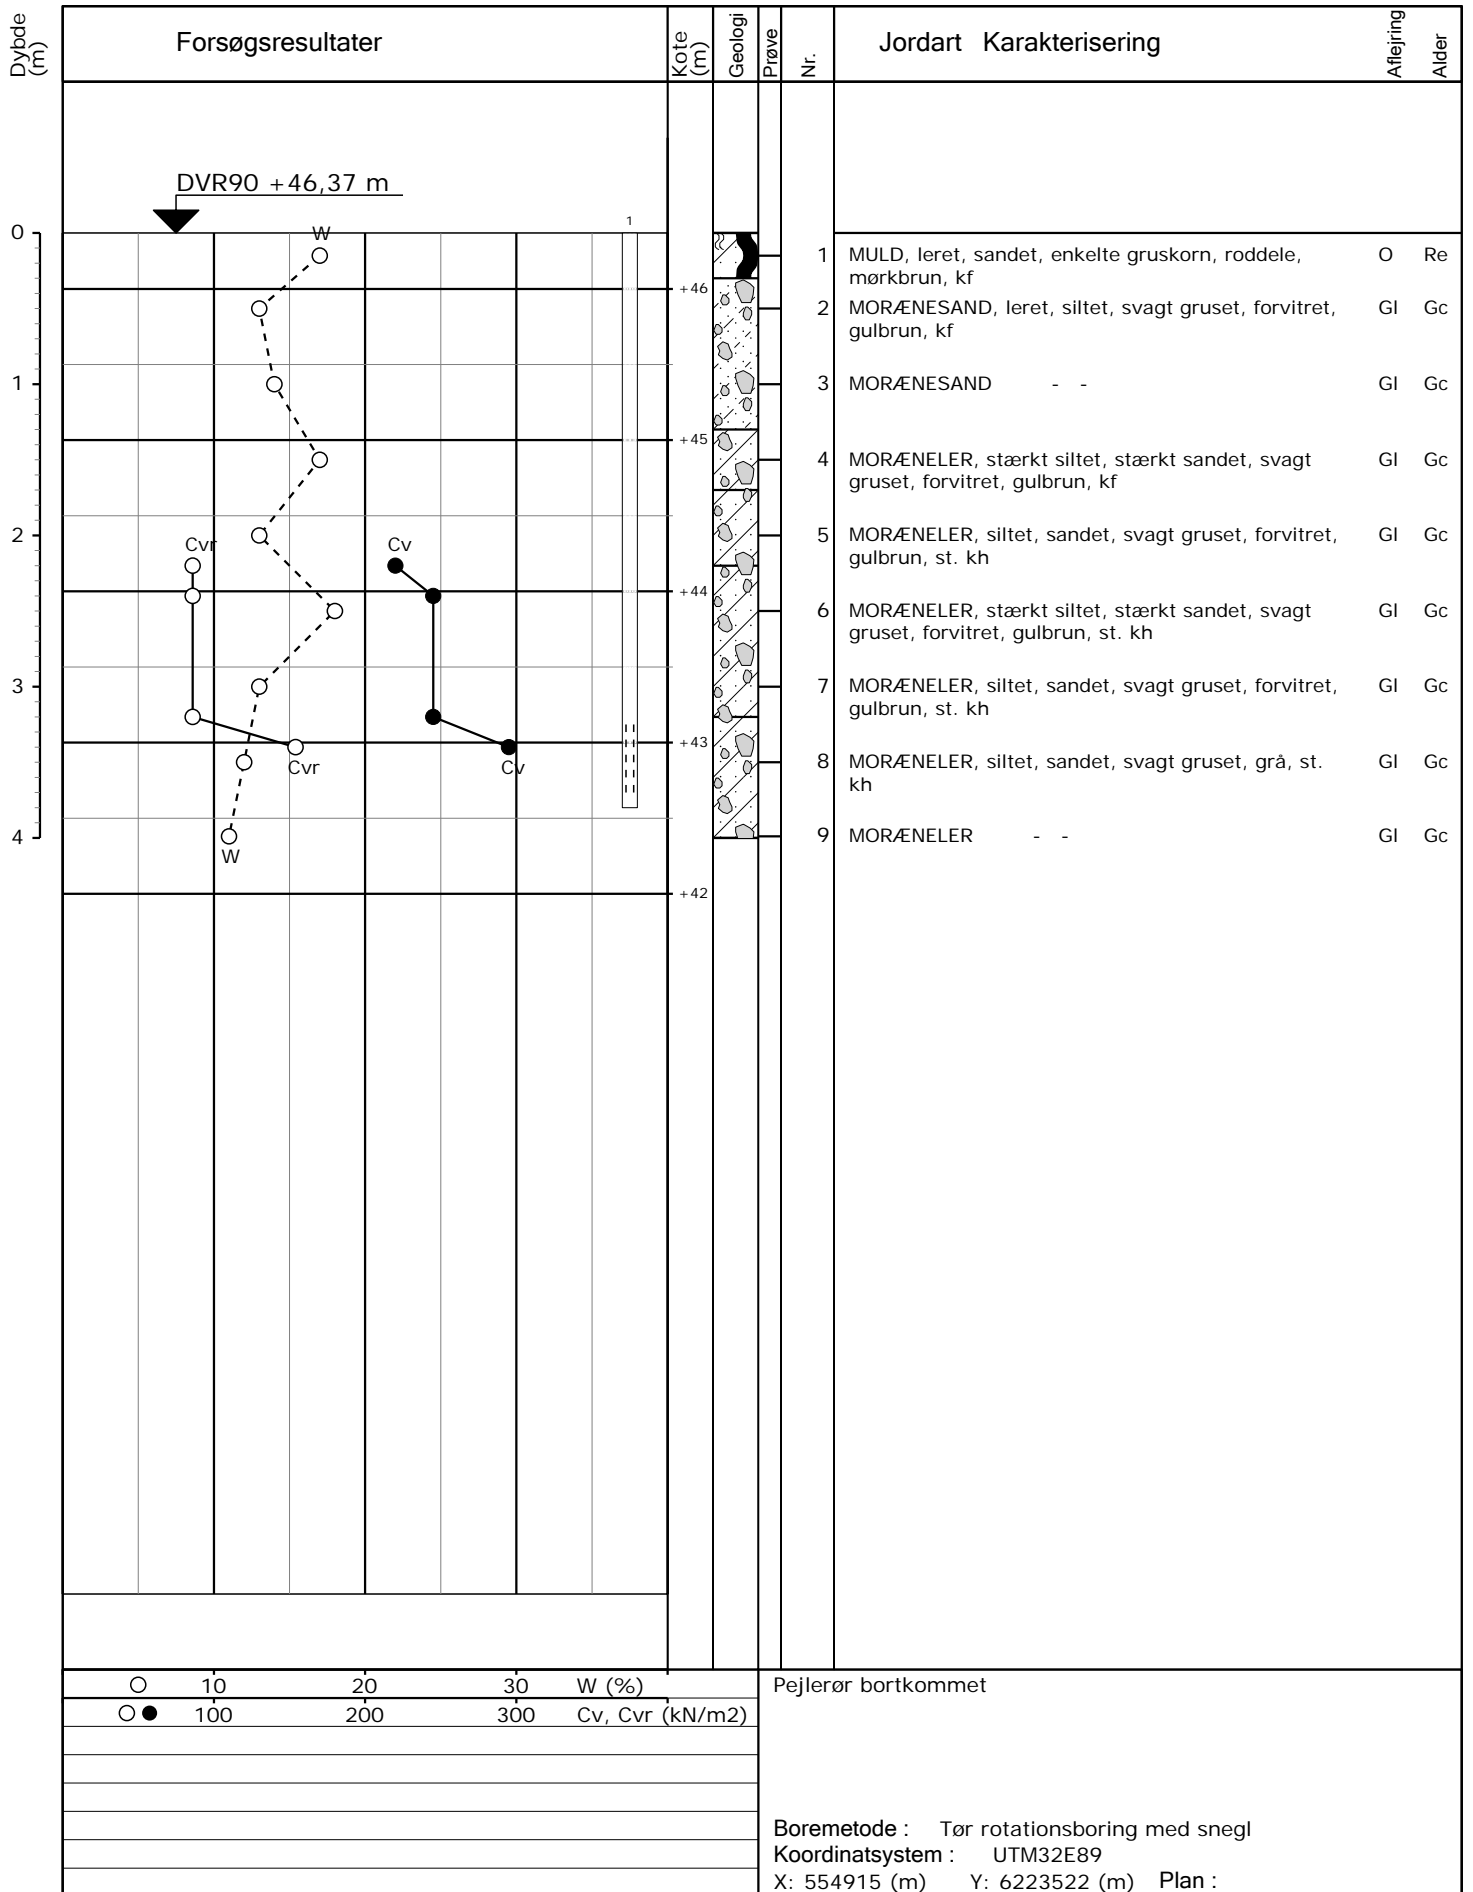 Dybde (m)
Forsøgsresultater
Kote (m)
Geologi
Prøve
Nr.
Jordart Karakterisering
Aflejring
Alder
DVR90 +46,37 m
1
0
W
1 MULD, leret, sandet, enkelte gruskorn, roddele, O Re
mørkbrun, kf
+46
2 MORÆNESAND, leret, siltet, svagt gruset, forvitret, Gl Gc
gulbrun, kf
1
3 MORÆNESAND - - Gl Gc
+45
4 MORÆNELER, stærkt siltet, stærkt sandet, svagt Gl Gc
gruset, forvitret, gulbrun, kf
2
Cvr
Cv
5 MORÆNELER, siltet, sandet, svagt gruset, forvitret, Gl Gc
gulbrun, st. kh
+44
6 MORÆNELER, stærkt siltet, stærkt sandet, svagt Gl Gc
gruset, forvitret, gulbrun, st. kh
3
7 MORÆNELER, siltet, sandet, svagt gruset, forvitret, Gl Gc
gulbrun, st. kh
+43
Cvr
Cv
8 MORÆNELER, siltet, sandet, svagt gruset, grå, st. Gl Gc
kh
4
W
9 MORÆNELER - - Gl Gc
+42
10 20 30 W (%)
100 200 300 Cv, Cvr (kN/m2)
Pejlerør bortkommet
Boremetode : Tør rotationsboring med snegl
Koordinatsystem : UTM32E89
X: 554915 (m) Y: 6223522 (m) Plan :